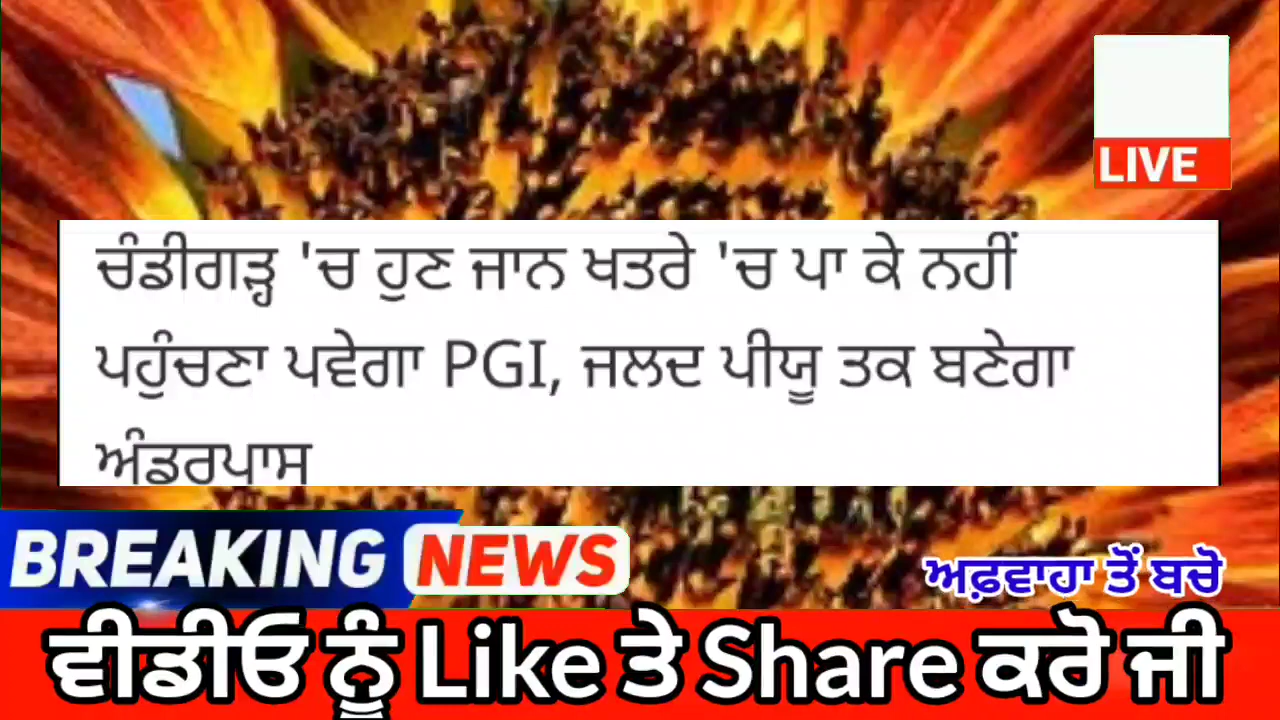 LIVE
ਚੰਡੀਗੜ੍ਹ 'ਚ ਹੁਣ ਜਾਨ ਖਤਰੇ 'ਚ ਪਾ ਕੇ ਨਹੀਂ
ਪਹੁੰਚਣਾ ਪਵੇਗਾ PGI, ਜਲਦ ਪੀਯੂ ਤਕ ਬਣੇਗਾ
ਅੰਡਰਪਾਸ
BREAKING NEWS
ਅਫ਼ਵਾਹਾ ਤੋਂ ਬਚੋ
ਵੀਡੀਓ ਨੂੰ Like ਤੇ Share ਕਰੋ ਜੀ